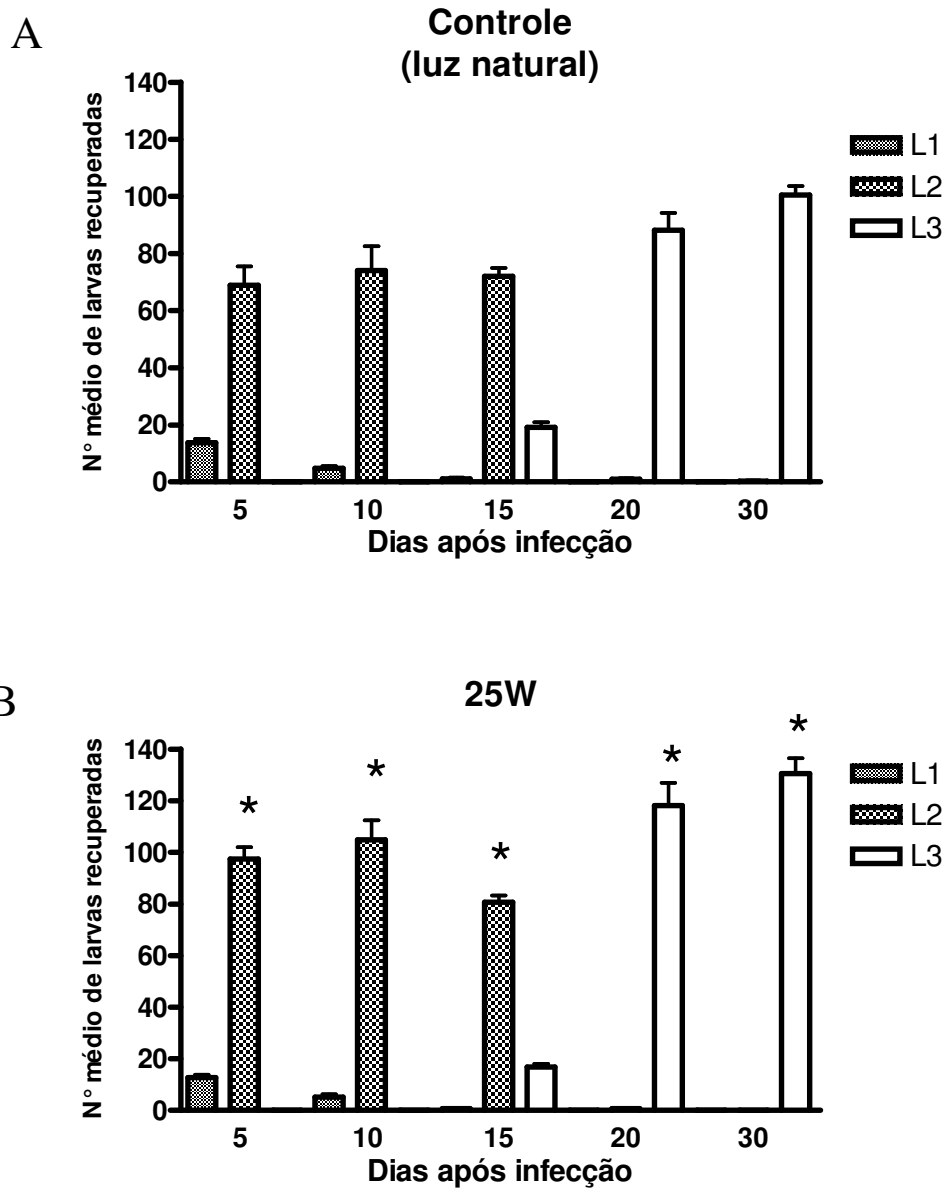 A
Controle
(luz natural)
N° médio de larvas recuperadas
140
120
100
80
60
40
20
0
5 10 15 20 30
Dias após infecção
L1
L2
L3
B
25W
N° médio de larvas recuperadas
140
120
100
80
60
40
20
0
* * * * *
5 10 15 20 30
Dias após infecção
L1
L2
L3